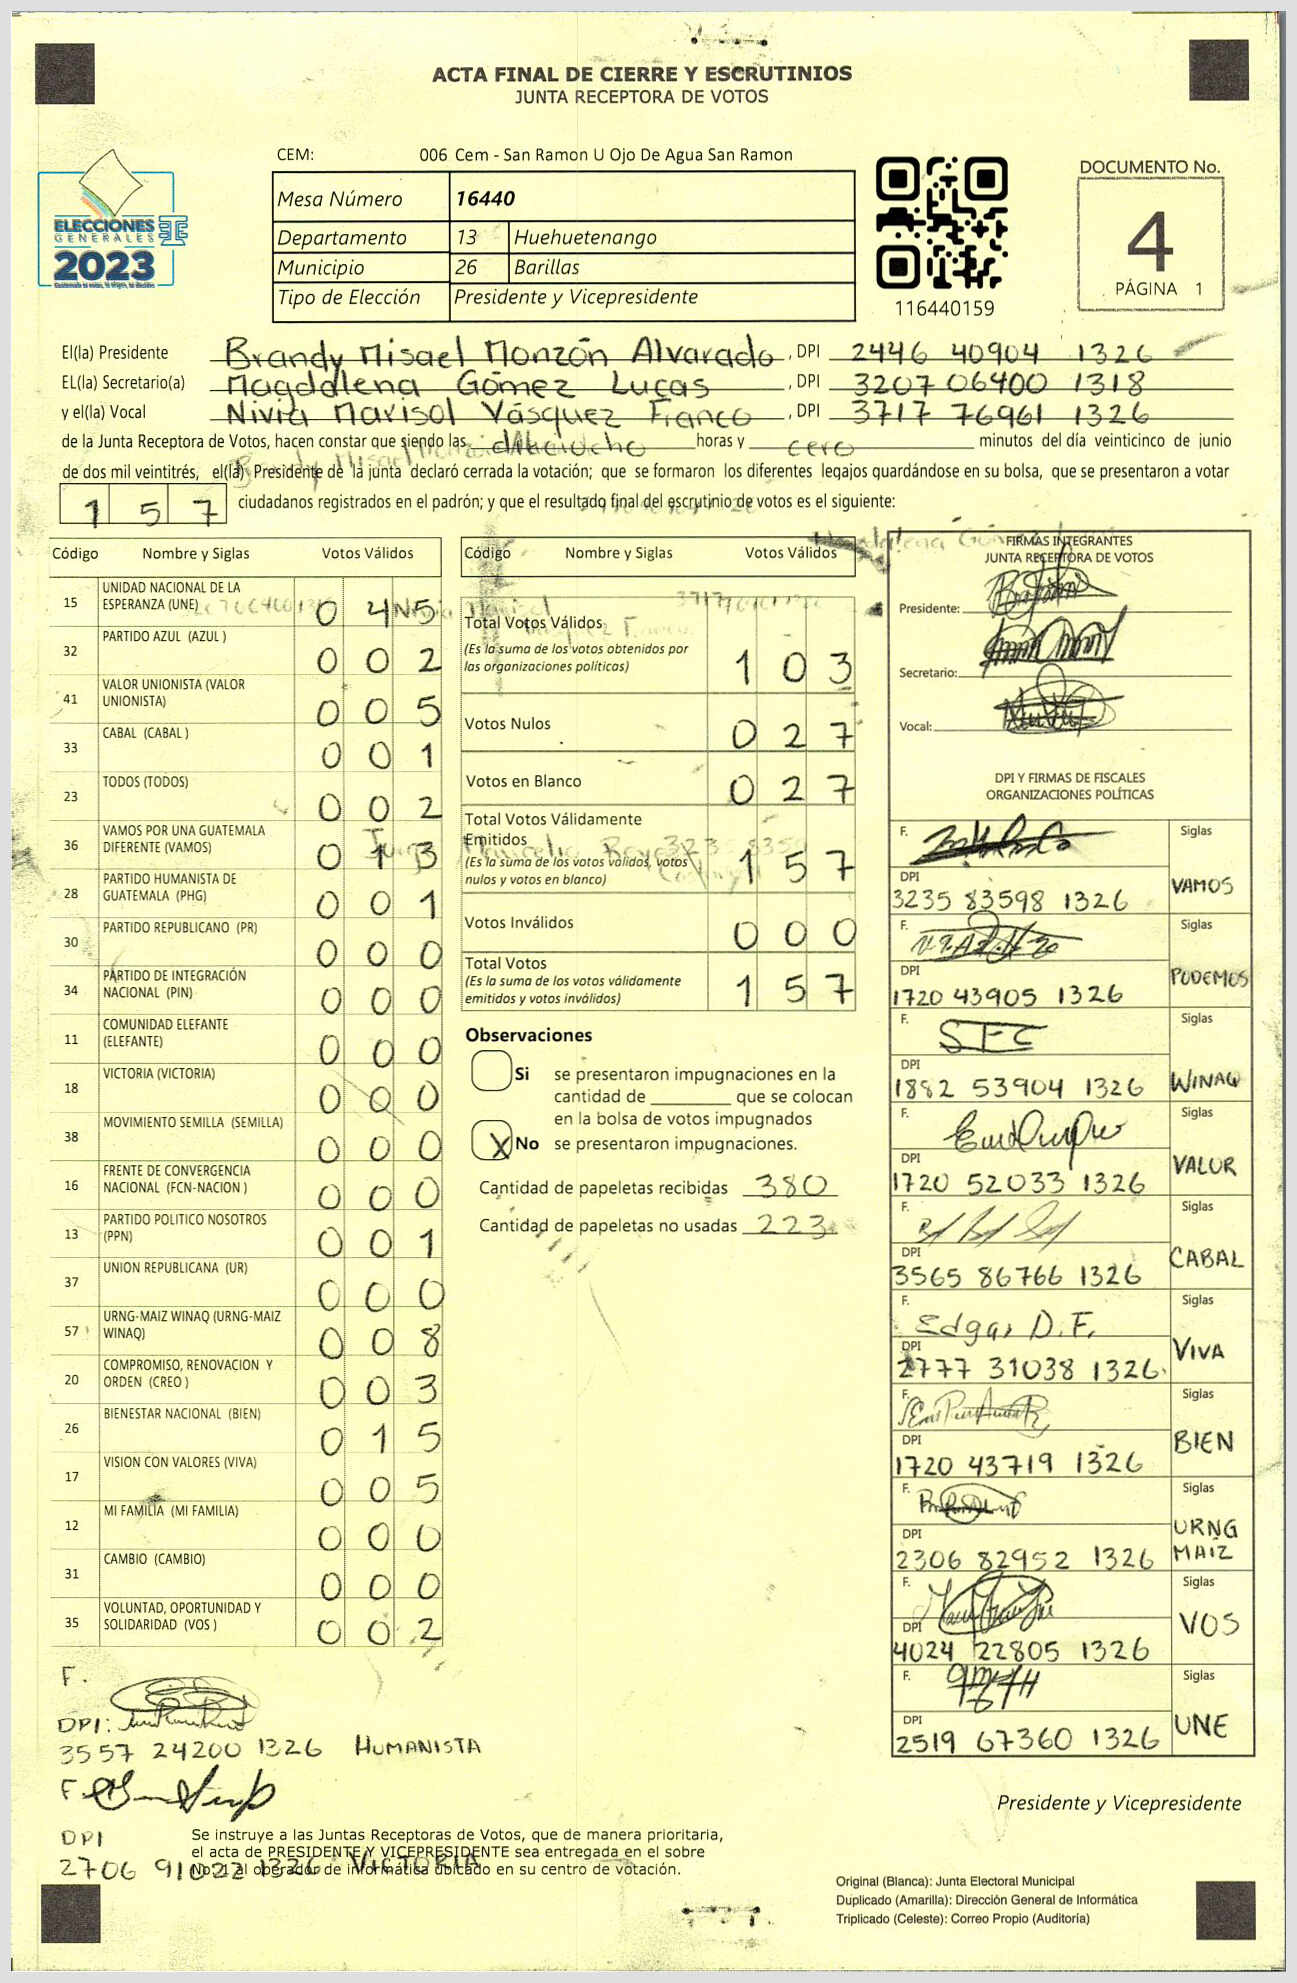 ACTA FINAL DE CIERRE Y ESCRUTINIOS
JUNTA RECEPTORA DE VOTOS
CEM: 006 Cem - San Ramon U Ojo De Agua San Ramon
Mesa Número 16440
Departamento 13 Huehuetenango
Municipio 26 Barillas
Tipo de Elección Presidente y Vicepresidente
ELECCIONES
GENERALES
2023
116440159
DOCUMENTO No.
4
PÁGINA 1
El(la) Presidente Brandy Misael Monzón Alvarado, DPI 2446 40904 1326
EL(la) Secretario(a) Magdalena Gómez Lucas, DPI 3207 06400 1318
y el(la) Vocal Nivia Marisol Vásquez Franco, DPI 3717 76961 1326
de la Junta Receptora de Votos, hacen constar que siendo las dieciocho horas y cero minutos del día veinticinco de junio
de dos mil veintitrés, el(la) Presidente de la junta declaró cerrada la votación; que se formaron los diferentes legajos guardándose en su bolsa, que se presentaron a votar
157 ciudadanos registrados en el padrón; y que el resultado final del escrutinio de votos es el siguiente:
Código Nombre y Siglas Votos Válidos
15 UNIDAD NACIONAL DE LA
ESPERANZA (UNE) 0 4 5
32 PARTIDO AZUL (AZUL ) 0 0 2
41 VALOR UNIONISTA (VALOR
UNIONISTA) 0 0 5
33 CABAL (CABAL ) 0 0 1
23 TODOS (TODOS) 0 0 2
36 VAMOS POR UNA GUATEMALA
DIFERENTE (VAMOS) 0 1 3
28 PARTIDO HUMANISTA DE
GUATEMALA (PHG) 0 0 1
30 PARTIDO REPUBLICANO (PR) 0 0 0
34 PARTIDO DE INTEGRACIÓN
NACIONAL (PIN) 0 0 0
11 COMUNIDAD ELEFANTE
(ELEFANTE) 0 0 0
18 VICTORIA (VICTORIA) 0 0 0
38 MOVIMIENTO SEMILLA (SEMILLA) 0 0 0
16 FRENTE DE CONVERGENCIA
NACIONAL (FCN-NACION ) 0 0 0
13 PARTIDO POLITICO NOSOTROS
(PPN) 0 0 1
37 UNION REPUBLICANA (UR) 0 0 0
57 URNG-MAIZ WINAQ (URNG-MAIZ
WINAQ) 0 0 8
20 COMPROMISO, RENOVACION Y
ORDEN (CREO ) 0 0 3
26 BIENESTAR NACIONAL (BIEN) 0 1 5
17 VISION CON VALORES (VIVA) 0 0 5
12 MI FAMILIA (MI FAMILIA) 0 0 0
31 CAMBIO (CAMBIO) 0 0 0
35 VOLUNTAD, OPORTUNIDAD Y
SOLIDARIDAD (VOS ) 0 0 2
Código Nombre y Siglas Votos Válidos
Total Votos Válidos
(Es la suma de los votos obtenidos por
las organizaciones políticas) 1 0 3
Votos Nulos 0 2 7
Votos en Blanco 0 2 7
Total Votos Válidamente
Emitidos
(Es la suma de los votos válidos, votos
nulos y votos en blanco) 1 5 7
Votos Inválidos 0 0 0
Total Votos
(Es la suma de los votos válidamente
emitidos y votos inválidos) 1 5 7
Observaciones
Si se presentaron impugnaciones en la
cantidad de ________ que se colocan
en la bolsa de votos impugnados
X No se presentaron impugnaciones.
Cantidad de papeletas recibidas 380
Cantidad de papeletas no usadas 223
FIRMAS INTEGRANTES
JUNTA RECEPTORA DE VOTOS
Presidente:
Secretario:
Vocal:
DPI Y FIRMAS DE FISCALES
ORGANIZACIONES POLÍTICAS
F. Siglas
DPI
3235 83598 1326 VAMOS
F. Siglas
DPI
1720 43905 1326 PODEMOS
F. Siglas
DPI
1882 53904 1326 WINAQ
F. Siglas
DPI
1720 52033 1326 VALOR
F. Siglas
DPI
3565 86766 1326 CABAL
F. Edgar D.F. Siglas
DPI
2777 31038 1326 VIVA
F. Siglas
DPI
1720 43719 1326 BIEN
F. Siglas
DPI
2306 82952 1326 URNG MAIZ
F. Siglas
DPI
4024 22805 1326 VOS
F. Siglas
DPI
2519 67360 1326 UNE
F.
DPI:
3557 24200 1326 HUMANISTA
F
DPI
2706 91022 1326 VICTORIA
Se instruye a las Juntas Receptoras de Votos, que de manera prioritaria,
el acta de PRESIDENTE Y VICEPRESIDENTE sea entregada en el sobre
No. 1 al operador de informática ubicado en su centro de votación.
Presidente y Vicepresidente
Original (Blanca): Junta Electoral Municipal
Duplicado (Amarilla): Dirección General de Informática
Triplicado (Celeste): Correo Propio (Auditoría)